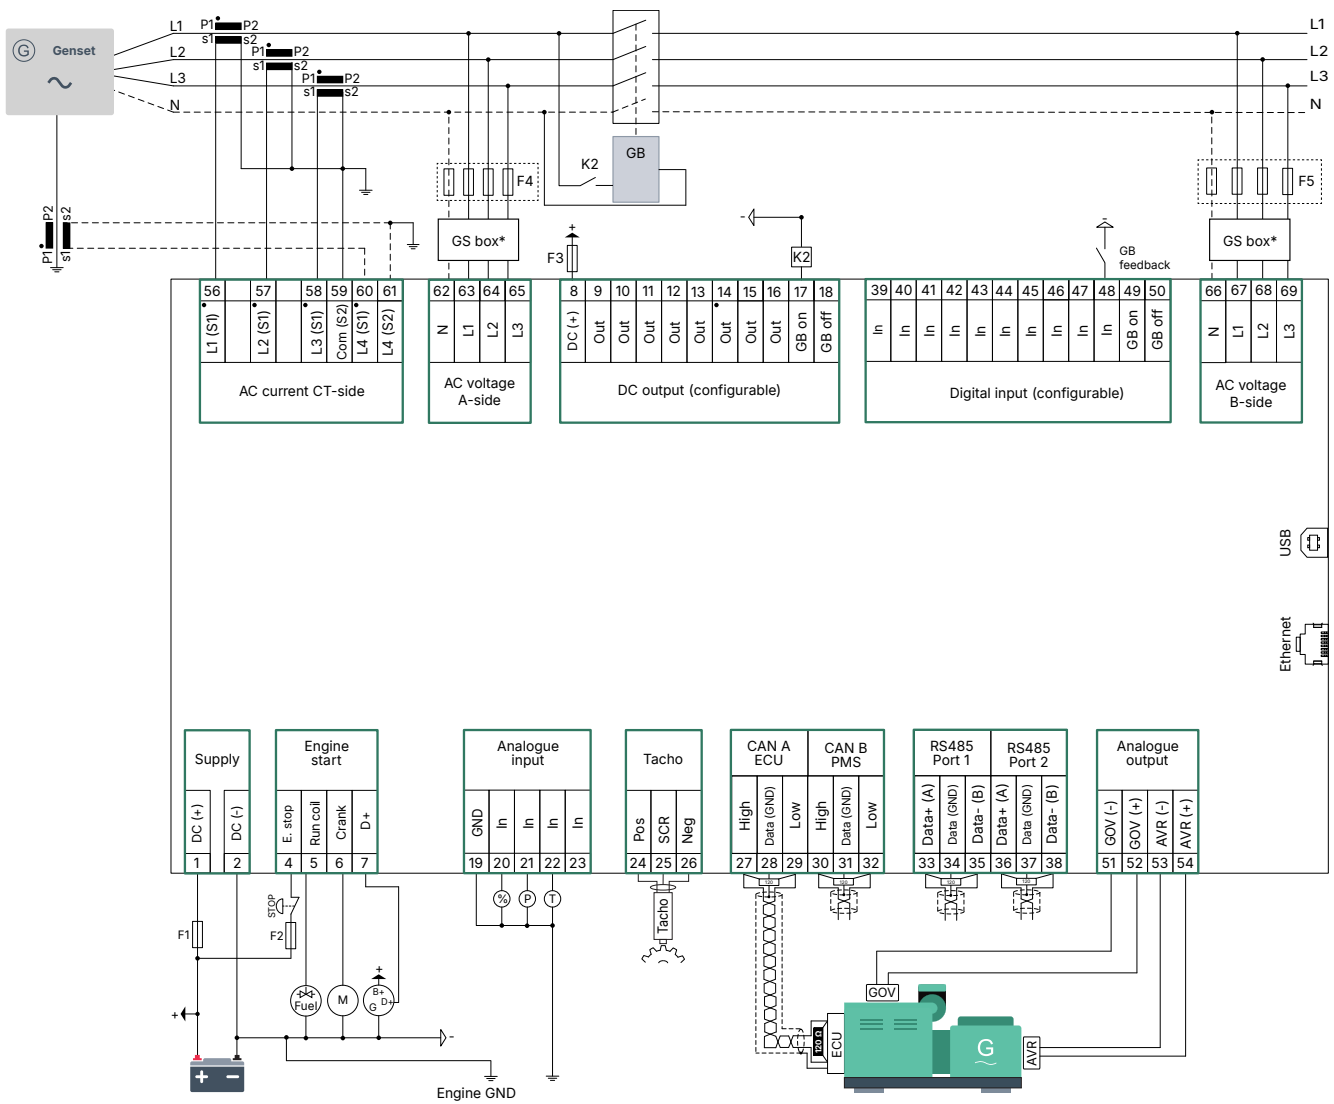 L1 P1 P2 L1
G Genset
s1 s2
L2 P1 P2 L2
s1 s2
L3 P1 P2 L3
s1 s2
N N
GB
K2
F4 F5
P2 s2
P1 s1
GS box* GS box*
- + -
F3 K2 GB
feedback
56 57 58 59 60 61 62 63 64 65 8 9 10 11 12 13 14 15 16 17 18 39 40 41 42 43 44 45 46 47 48 49 50 66 67 68 69
L1 (S1) L2 (S1) L3 (S1) Com (S2) L4 (S1) L4 (S2) N L1 L2 L3 DC (+) Out Out Out Out Out Out Out Out GB on GB off In In In In In In In In In In GB on GB off N L1 L2 L3
AC current CT-side
AC voltage
A-side
DC output (configurable)
Digital input (configurable)
AC voltage
B-side
USB
Ethernet
Supply
Engine
start
Analogue
input
Tacho
CAN A
ECU
CAN B
PMS
RS485
Port 1
RS485
Port 2
Analogue
output
DC (+) DC (-) E. stop Run coil Crank D+ GND In In In In Pos SCR Neg High Data (GND) Low High Data (GND) Low Data+ (A) Data (GND) Data- (B) Data+ (A) Data (GND) Data- (B) GOV (-) GOV (+) AVR (-) AVR (+)
1 2 4 5 6 7 19 20 21 22 23 24 25 26 27 28 29 30 31 32 33 34 35 36 37 38 51 52 53 54
120 120 120 120
STOP % P T
F1 F2 Tacho
+
B+
G D+
Fuel M
GOV
+ -
120 Ω ECU G AVR
+ −
Engine GND